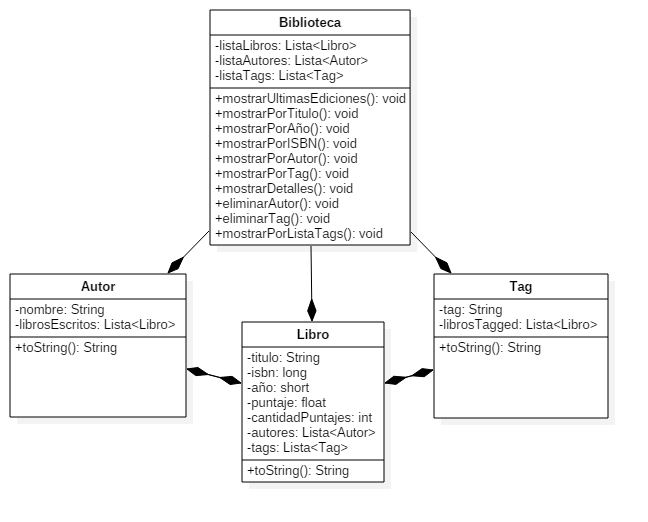 Biblioteca
-listaLibros: Lista<Libro>
-listaAutores: Lista<Autor>
-listaTags: Lista<Tag>
+mostrarUltimasEdiciones(): void
+mostrarPorTitulo(): void
+mostrarPorAño(): void
+mostrarPorISBN(): void
+mostrarPorAutor(): void
+mostrarPorTag(): void
+mostrarDetalles(): void
+eliminarAutor(): void
+eliminarTag(): void
+mostrarPorListaTags(): void
Autor
-nombre: String
-librosEscritos: Lista<Libro>
+toString(): String
Libro
-titulo: String
-isbn: long
-año: short
-puntaje: float
-cantidadPuntajes: int
-autores: Lista<Autor>
-tags: Lista<Tag>
+toString(): String
Tag
-tag: String
-librosTagged: Lista<Libro>
+toString(): String